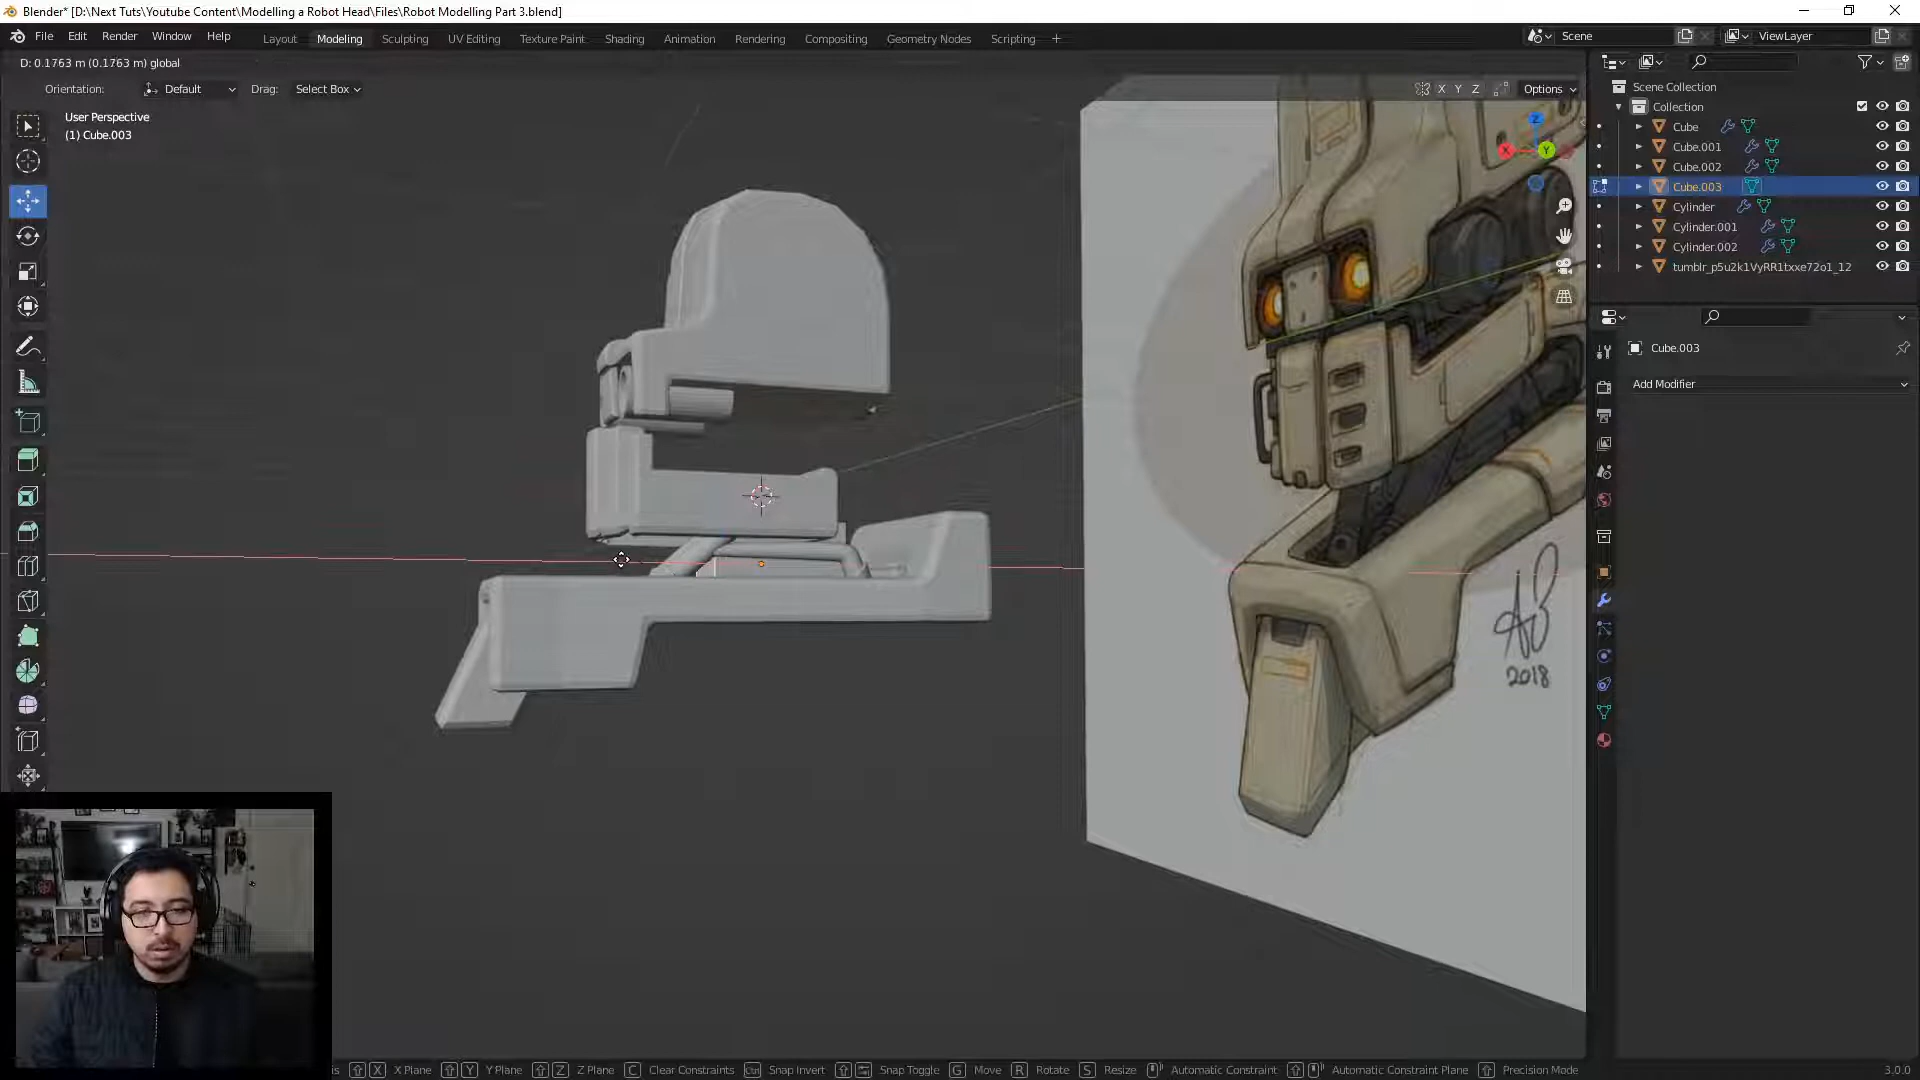 Blender* [D:\Next Tuts\Youtube Content\Modelling a Robot Head\Files\Robot Modelling Part 3.blend]
File Edit Render Window Help Layout Modeling Sculpting UV Editing Texture Paint Shading Animation Rendering Compositing Geometry Nodes Scripting + Scene ViewLayer
D: 0.1763 m (0.1763 m) global
Orientation: Default Drag: Select Box X Y Z Options
User Perspective
(1) Cube.003
Z
X Y
Scene Collection
Collection
Cube
Cube.001
Cube.002
Cube.003
Cylinder
Cylinder.001
Cylinder.002
tumblr_p5u2k1VyRR1txxe72o1_12
Cube.003
Add Modifier
2018
X X Plane Y Y Plane Z Z Plane C Clear Constraints Ctrl Snap Invert Snap Toggle G Move R Rotate S Resize Automatic Constraint Automatic Constraint Plane Precision Mode 3.0.0